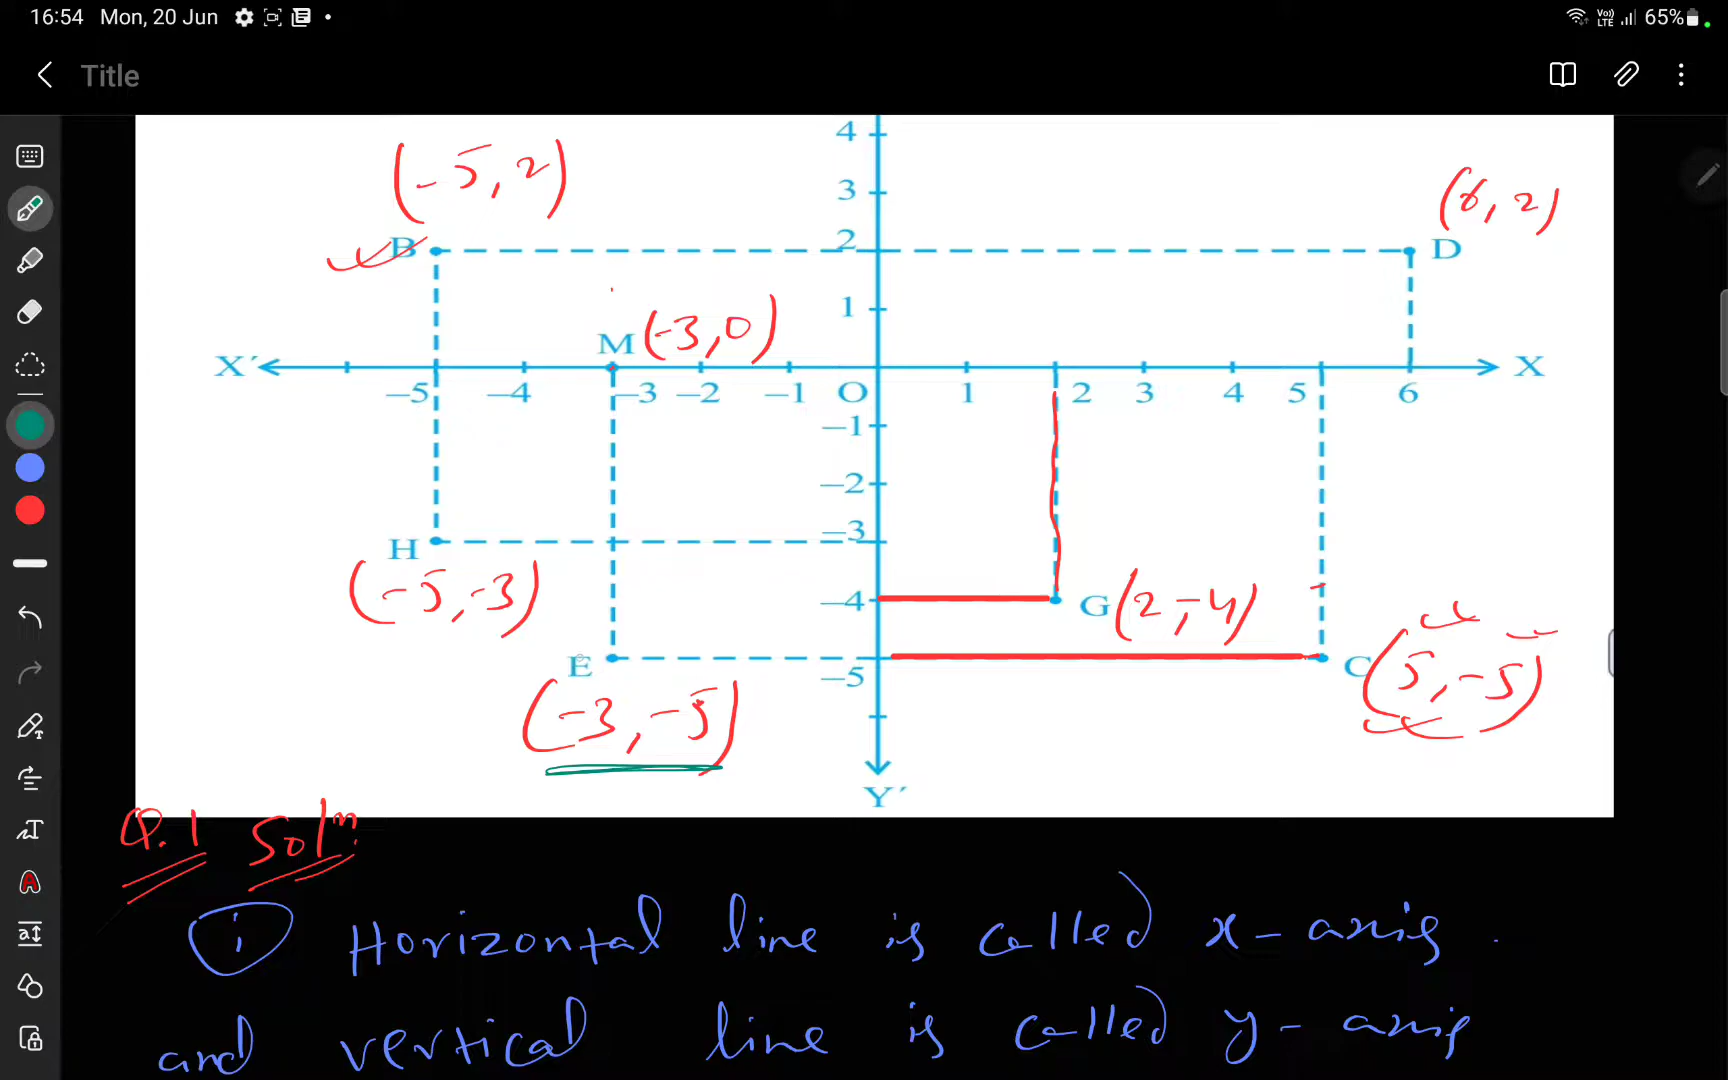 16:54 Mon, 20 Jun 65%
Title
4
(-5, 2)
3
(6, 2)
B
2
D
1
M (-3, 0)
X′ X
-5 -4 -3 -2 -1 O 1 2 3 4 5 6
-1
-2
-3
H
(-5, -3)
-4 G (2, -4)
E -5 C (5, -5)
(-3, -5)
Y′
Q.1 Soln.
i Horizontal line is called x-axis.
and vertical line is called y-axis